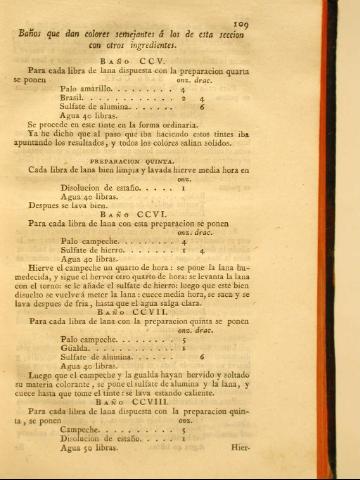 109
Baños que dan colores semejantes á los de esta seccion
con otros ingredientes.
BAÑO CCV.
Para cada libra de lana dispuesta con la preparacion quarta
se ponen onz. drac.
Palo amarillo. . . . . . . . 4
Brasil. . . . . . . . . . . . 2 4
Sulfate de alumina. . . . . . 6
Agua 40 libras.
Se procede en este tinte en la forma ordinaria.
Ya he dicho que al paso que iba haciendo estos tintes iba
apuntando los resultados, y todos los colores salian solidos.
PREPARACION QUINTA.
Cada libra de lana bien limpia y lavada hierve media hora en
onz.
Disolucion de estaño. . . . . 1
Agua 40 libras.
Despues se lava bien.
BAÑO CCVI.
Para cada libra de lana con esta preparacion se ponen
onz. drac.
Palo campeche. . . . . . . . 4
Sulfate de hierro. . . . . . . 1 4
Agua 40 libras.
Hierve el campeche un quarto de hora: se pone la lana hu-
medecida, y sigue el hervor otro quarto de hora: se levanta la lana
con el torno: se le añade el sulfate de hierro: luego que este bien
disuelto se vuelve á meter la lana: cuece media hora, se saca y se
lava despues de fria, hasta que el agua salga clara.
BAÑO CCVII.
Para cada libra de lana con la preparacion quinta se ponen
onz. drac.
Palo campeche. . . . . . . . 5
Gualda. . . . . . . . . . . . 1
Sulfate de alumina. . . . . . 6
Agua 40 libras.
Luego que el campeche y la gualda hayan hervido y soltado
su materia colorante, se pone el sulfate de alumina y la lana, y
cuece hasta que tome el tinte: se lava estando caliente.
BAÑO CCVIII.
Para cada libra de lana dispuesta con la preparacion quin-
ta, se ponen onz.
Campeche. . . . . . . . . . 5
Disolucion de estaño. . . . . 1
Agua 50 libras. Hier-